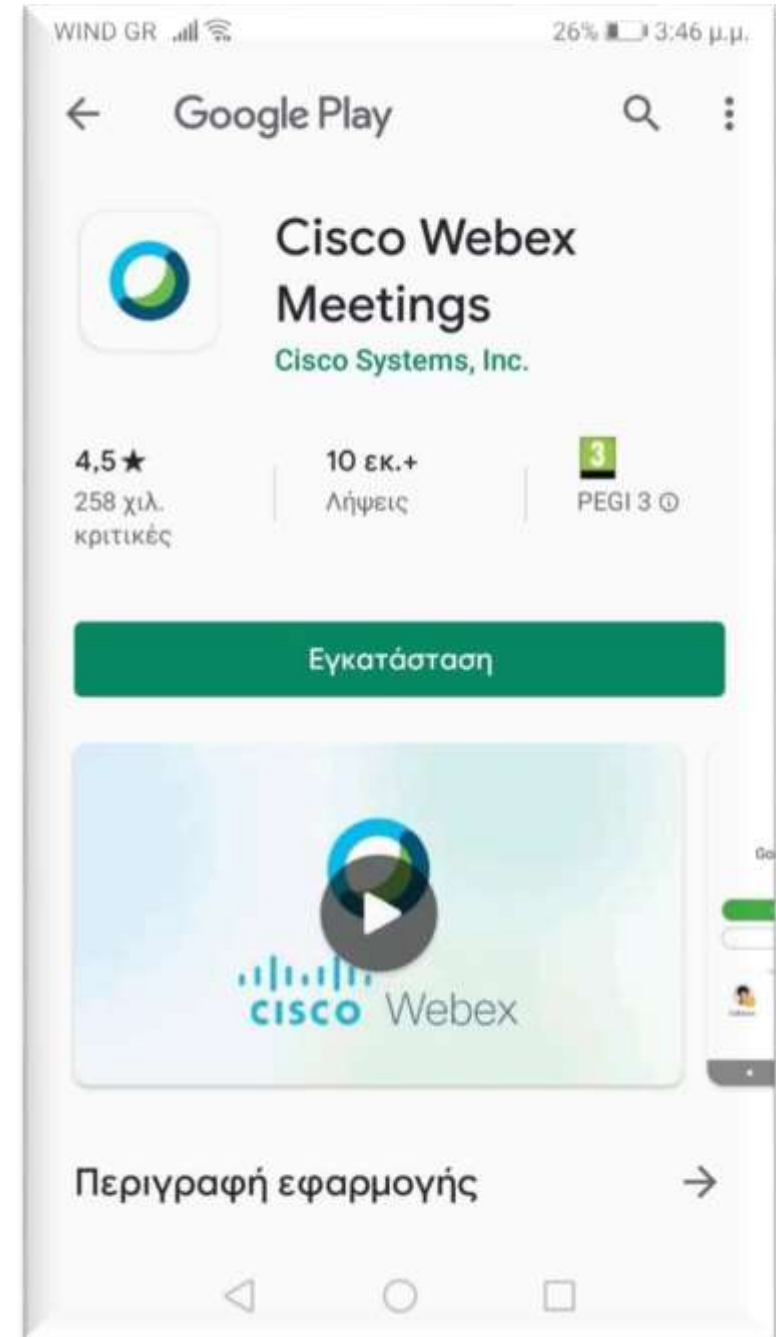 WIND GR 26% 3:46 μ.μ.
Google Play
Cisco Webex
Meetings
Cisco Systems, Inc.
4,5★
258 χιλ.
κριτικές
10 εκ.+
Λήψεις
3
PEGI 3
Εγκατάσταση
cisco Webex
Περιγραφή εφαρμογής